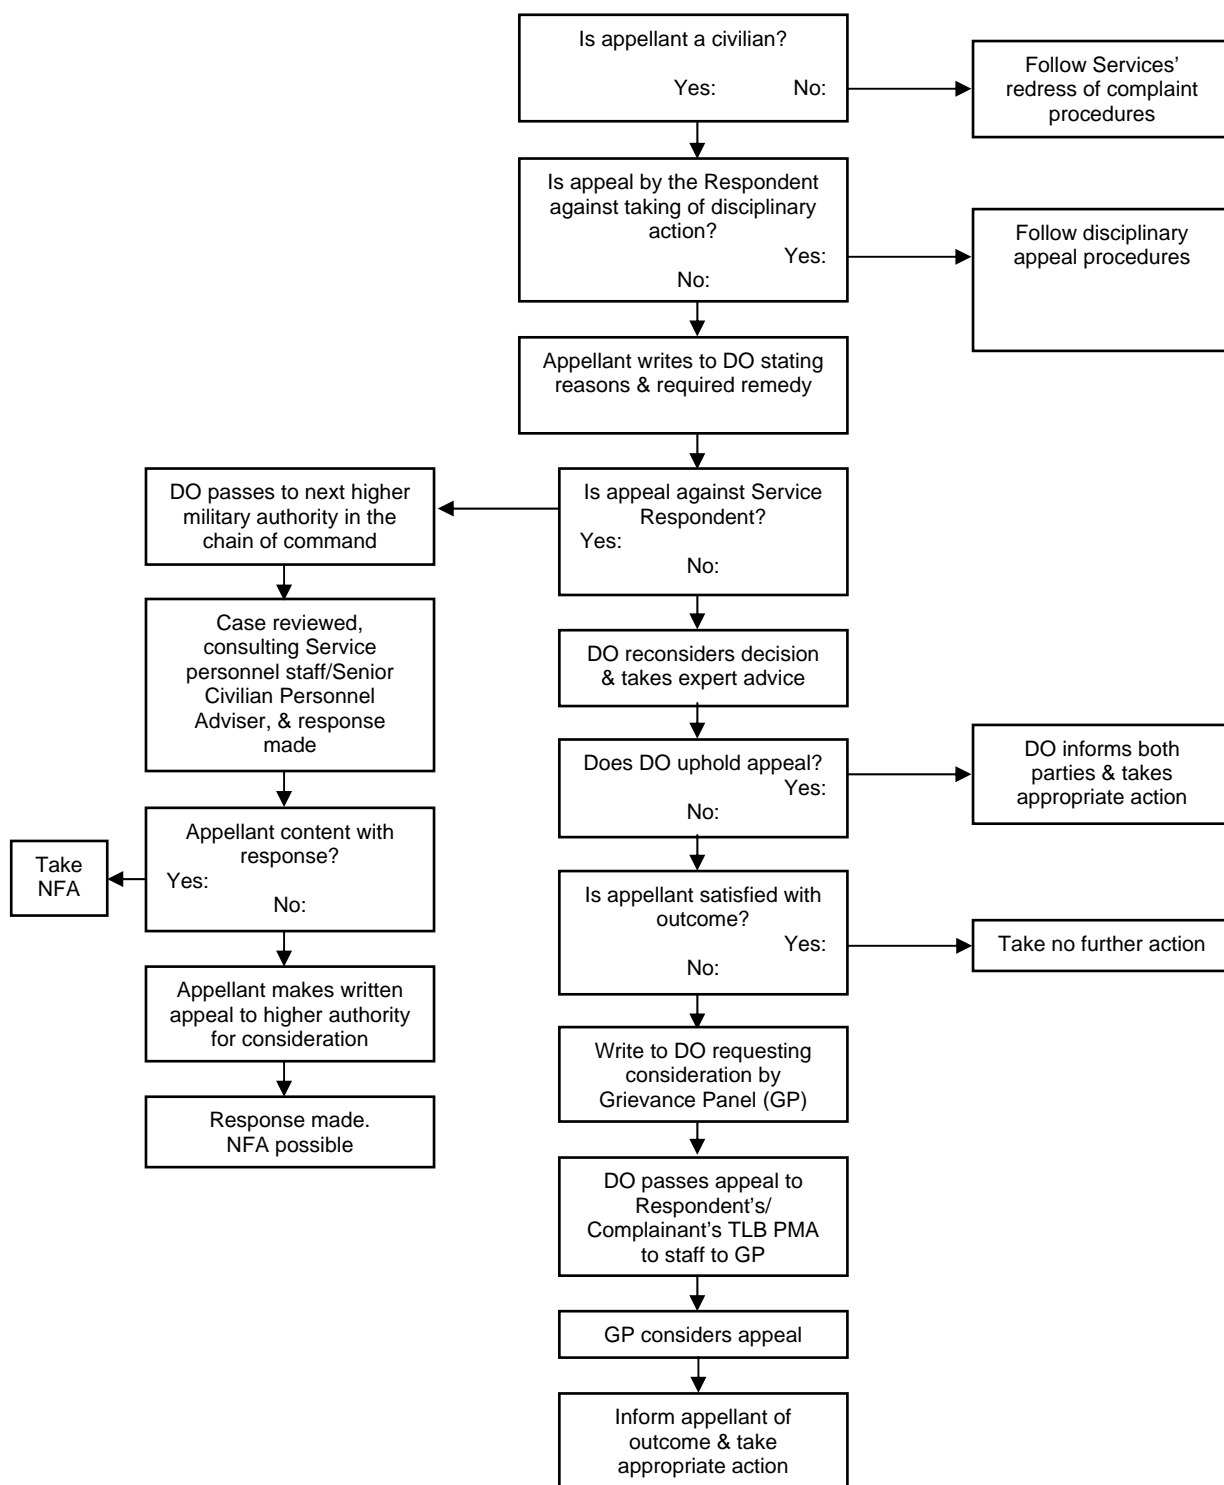 Is appellant a civilian?
Yes: No:
Follow Services’
redress of complaint
procedures
Is appeal by the Respondent
against taking of disciplinary
action?
Yes:
No:
Follow disciplinary
appeal procedures
Appellant writes to DO stating
reasons & required remedy
Is appeal against Service
Respondent?
Yes:
No:
DO passes to next higher
military authority in the
chain of command
Case reviewed,
consulting Service
personnel staff/Senior
Civilian Personnel
Adviser, & response
made
Appellant content with
response?
Yes:
No:
Take
NFA
Appellant makes written
appeal to higher authority
for consideration
Response made.
NFA possible
DO reconsiders decision
& takes expert advice
Does DO uphold appeal?
Yes:
No:
DO informs both
parties & takes
appropriate action
Is appellant satisfied with
outcome?
Yes:
No:
Take no further action
Write to DO requesting
consideration by
Grievance Panel (GP)
DO passes appeal to
Respondent’s/
Complainant’s TLB PMA
to staff to GP
GP considers appeal
Inform appellant of
outcome & take
appropriate action